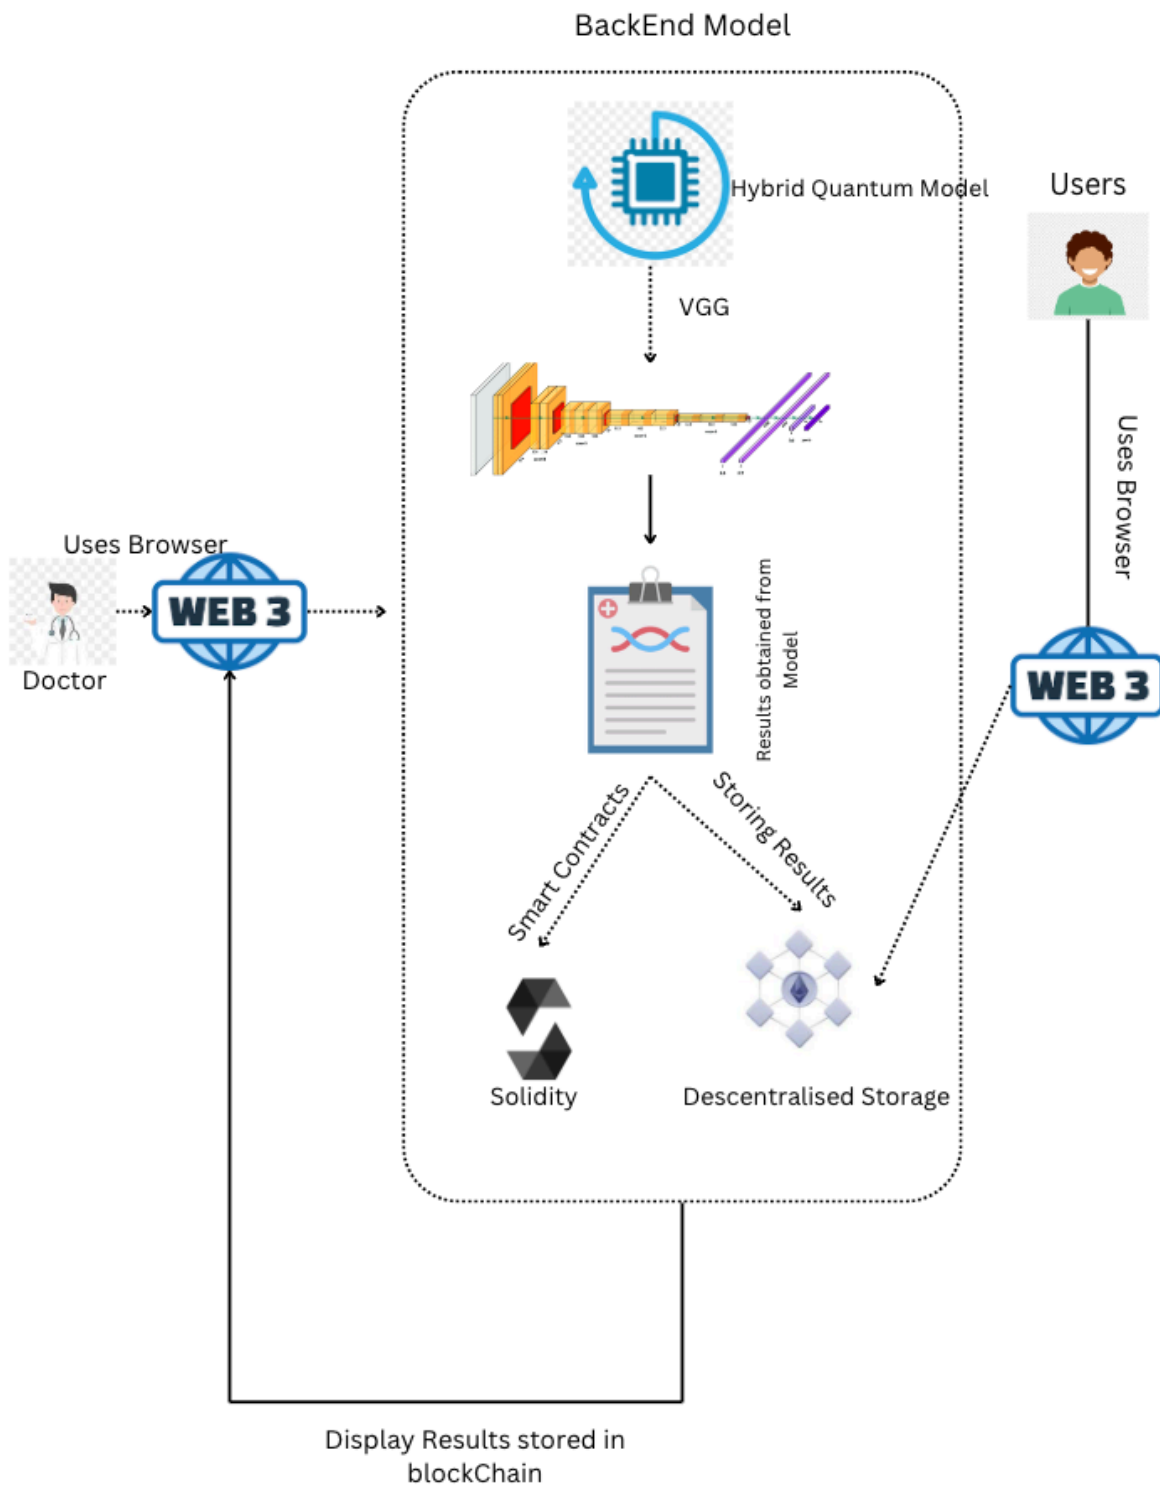 BackEnd Model
Hybrid Quantum Model
Users
VGG
Uses Browser
Uses Browser
WEB 3
Doctor
Results obtained from
Model
WEB 3
Smart Contracts
Storing Results
Solidity
Descentralised Storage
Display Results stored in
blockChain